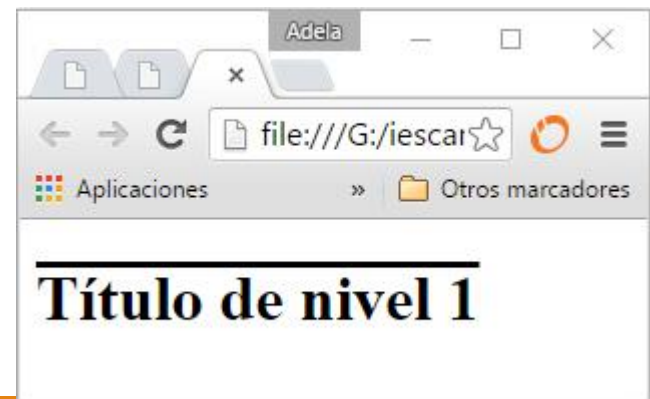 Adela
file:///G:/iescar
Aplicaciones » Otros marcadores
Título de nivel 1